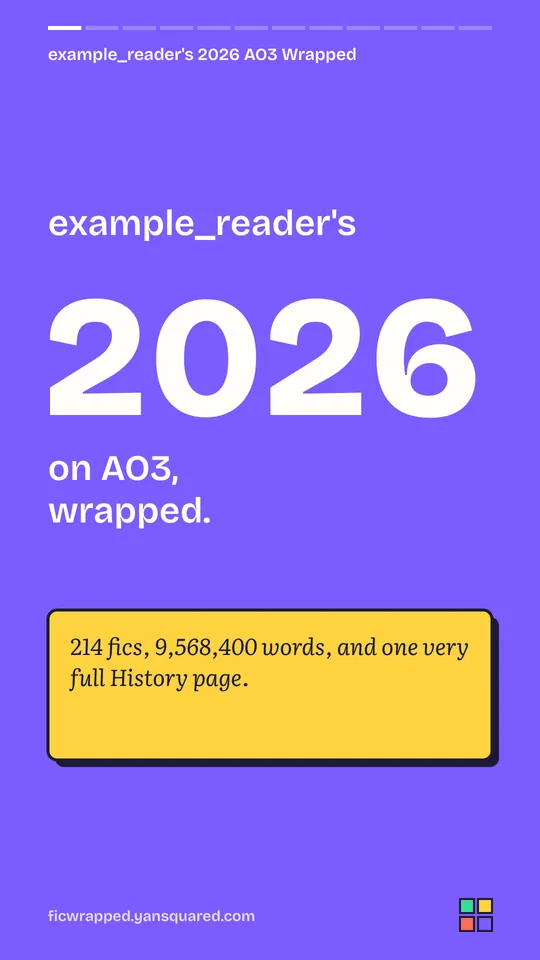 example_reader's 2026 AO3 Wrapped
example_reader's
2026
on AO3,
wrapped.
214 fics, 9,568,400 words, and one very
full History page.
ficwrapped.yansquared.com